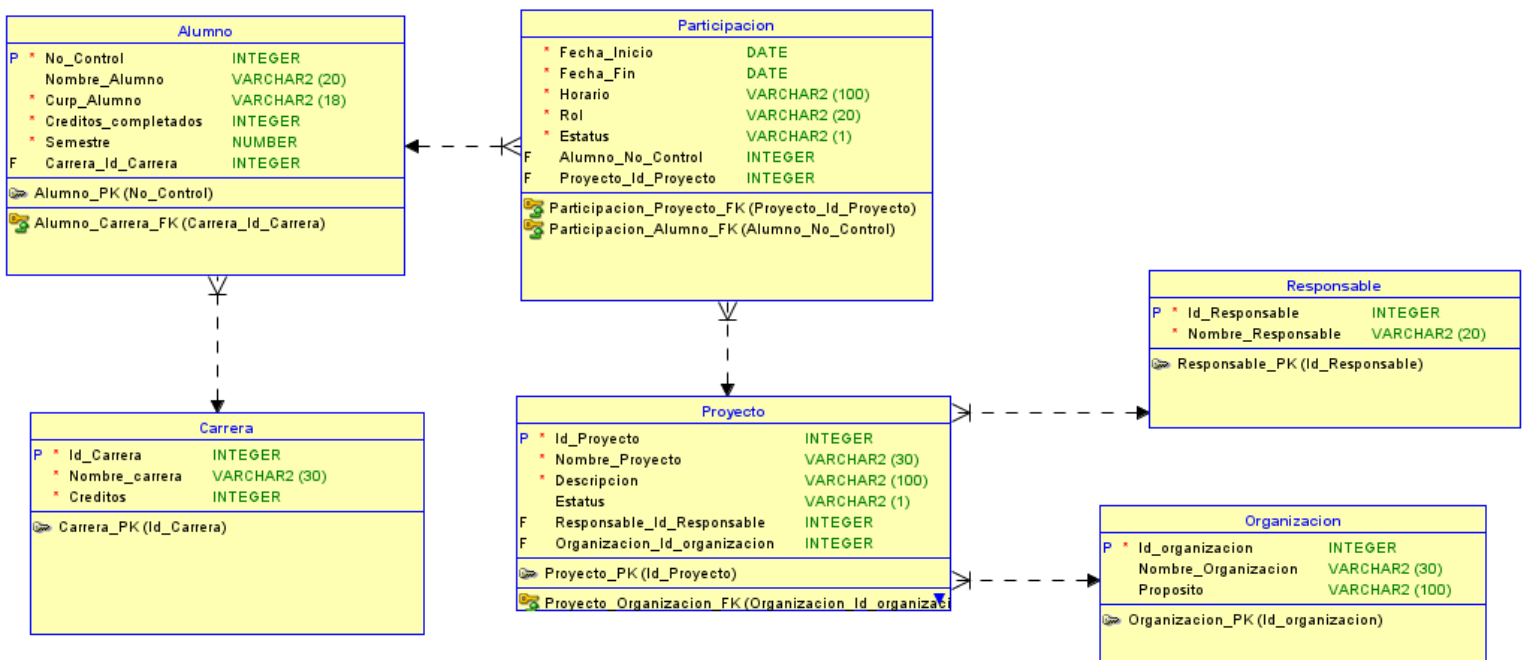 Alumno
P * No_Control INTEGER
Nombre_Alumno VARCHAR2 (20)
* Curp_Alumno VARCHAR2 (18)
* Creditos_completados INTEGER
* Semestre NUMBER
F Carrera_Id_Carrera INTEGER
Alumno_PK (No_Control)
Alumno_Carrera_FK (Carrera_Id_Carrera)
Participacion
* Fecha_Inicio DATE
* Fecha_Fin DATE
* Horario VARCHAR2 (100)
* Rol VARCHAR2 (20)
* Estatus VARCHAR2 (1)
F Alumno_No_Control INTEGER
F Proyecto_Id_Proyecto INTEGER
Participacion_Proyecto_FK (Proyecto_Id_Proyecto)
Participacion_Alumno_FK (Alumno_No_Control)
Responsable
P * Id_Responsable INTEGER
* Nombre_Responsable VARCHAR2 (20)
Responsable_PK (Id_Responsable)
Carrera
P * Id_Carrera INTEGER
* Nombre_carrera VARCHAR2 (30)
* Creditos INTEGER
Carrera_PK (Id_Carrera)
Proyecto
P * Id_Proyecto INTEGER
* Nombre_Proyecto VARCHAR2 (30)
* Descripcion VARCHAR2 (100)
Estatus VARCHAR2 (1)
F Responsable_Id_Responsable INTEGER
F Organizacion_Id_organizacion INTEGER
Proyecto_PK (Id_Proyecto)
Proyecto_Organizacion_FK (Organizacion_Id_organizaci
Organizacion
P * Id_organizacion INTEGER
Nombre_Organizacion VARCHAR2 (30)
Proposito VARCHAR2 (100)
Organizacion_PK (Id_organizacion)